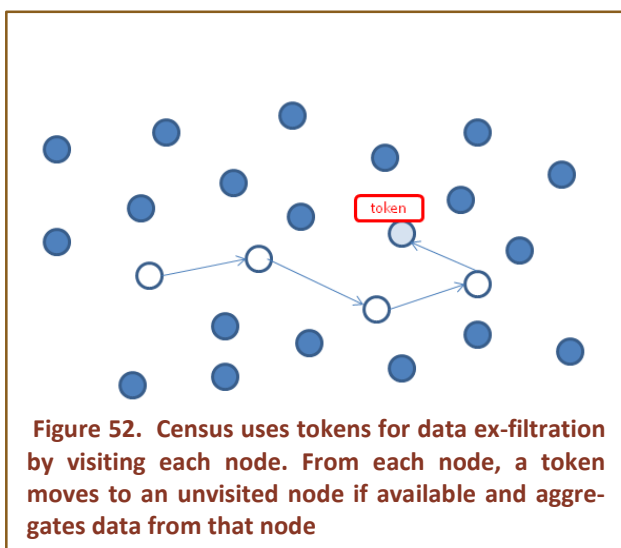 token
Figure 52. Census uses tokens for data ex-filtration
by visiting each node. From each node, a token
moves to an unvisited node if available and aggre-
gates data from that node